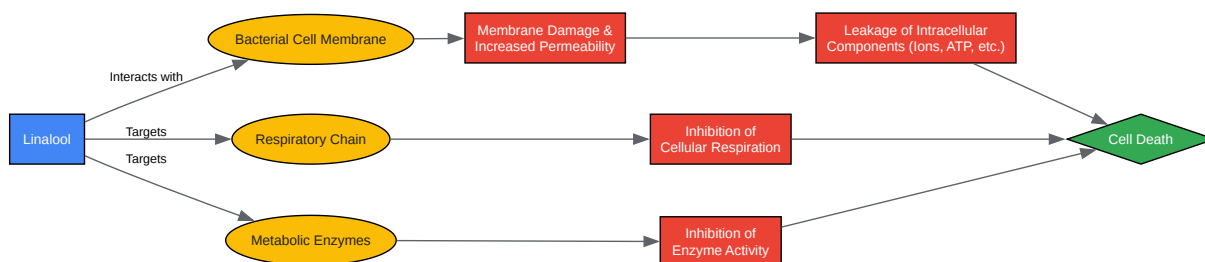 Bacterial Cell Membrane
Membrane Damage &
Increased Permeability
Leakage of Intracellular
Components (Ions, ATP, etc.)
Interacts with
Linalool
Targets
Respiratory Chain
Inhibition of
Cellular Respiration
Cell Death
Targets
Metabolic Enzymes
Inhibition of
Enzyme Activity